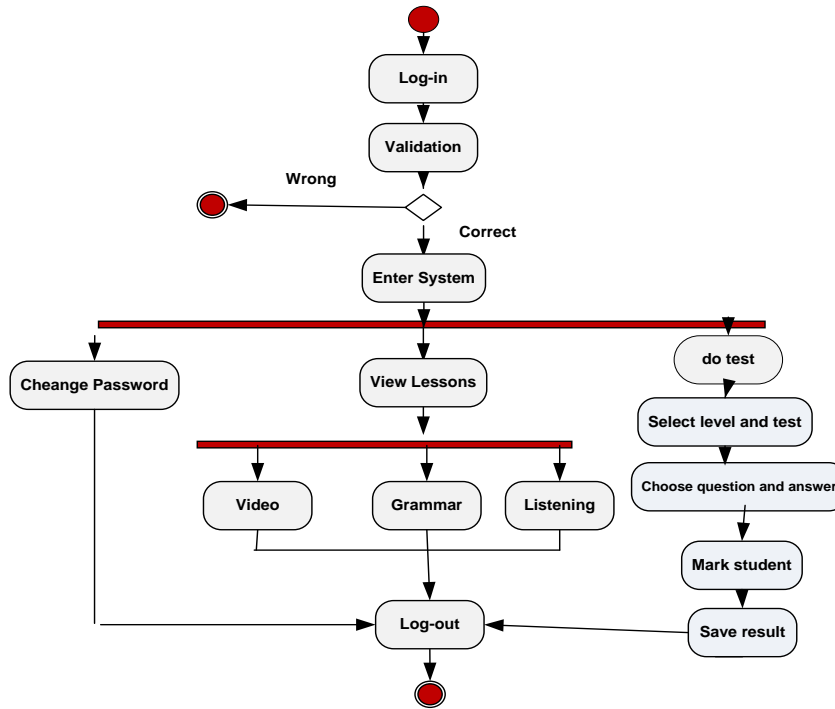 Log-in
Validation
Wrong
Correct
Enter System
do test
Cheange Password
View Lessons
Select level and test
Choose question and answer
Video
Grammar
Listening
Mark student
Log-out
Save result